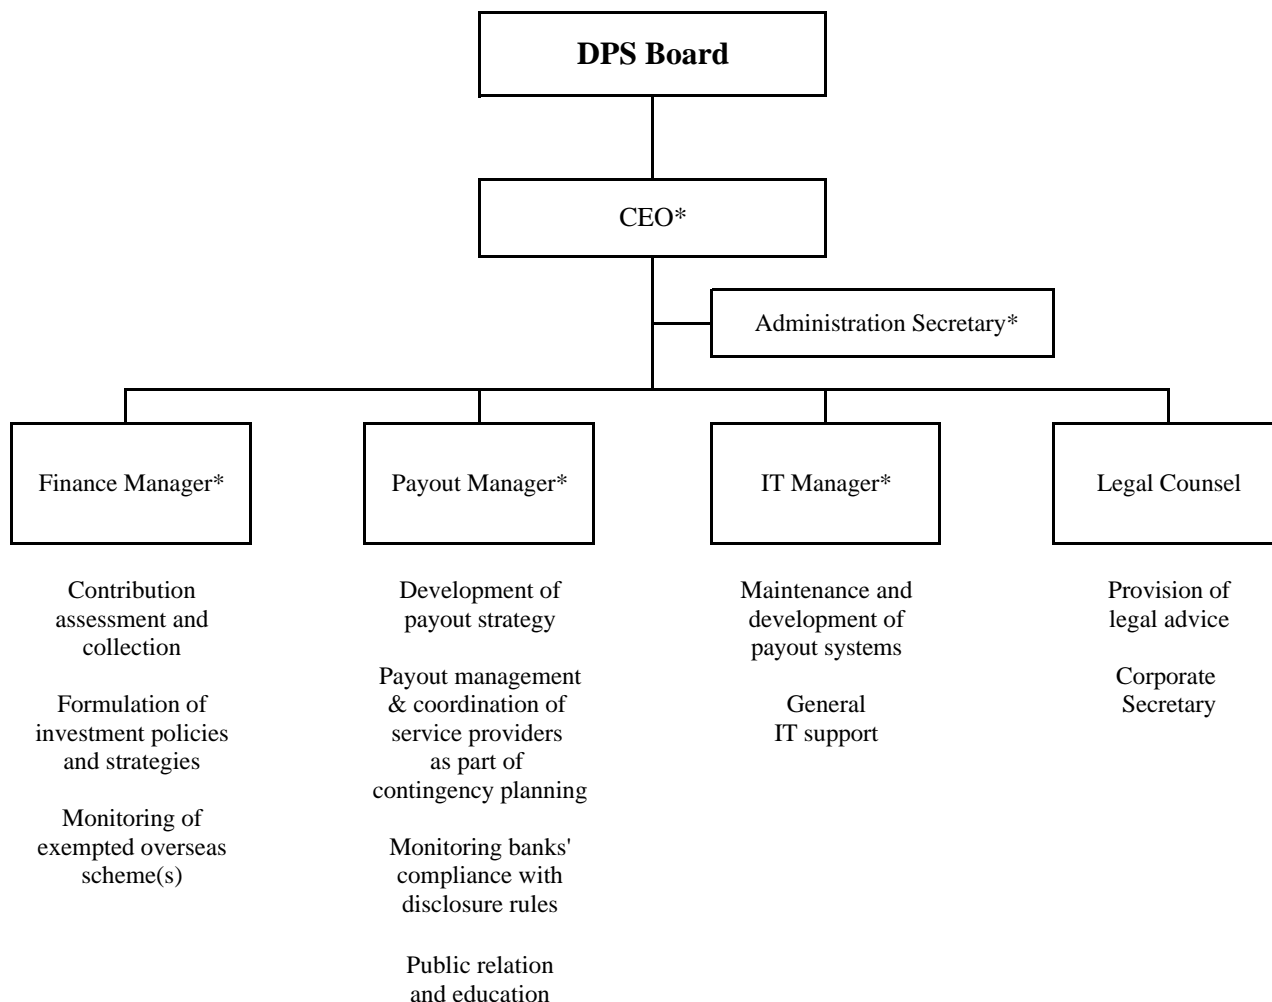 DPS Board
CEO*
Administration Secretary*
Finance Manager*
Payout Manager*
IT Manager*
Legal Counsel
Contribution
assessment and
collection
Formulation of
investment policies
and strategies
Monitoring of
exempted overseas
scheme(s)
Development of
payout strategy
Payout management
& coordination of
service providers
as part of
contingency planning
Monitoring banks'
compliance with
disclosure rules
Public relation
and education
Maintenance and
development of
payout systems
General
IT support
Provision of
legal advice
Corporate
Secretary